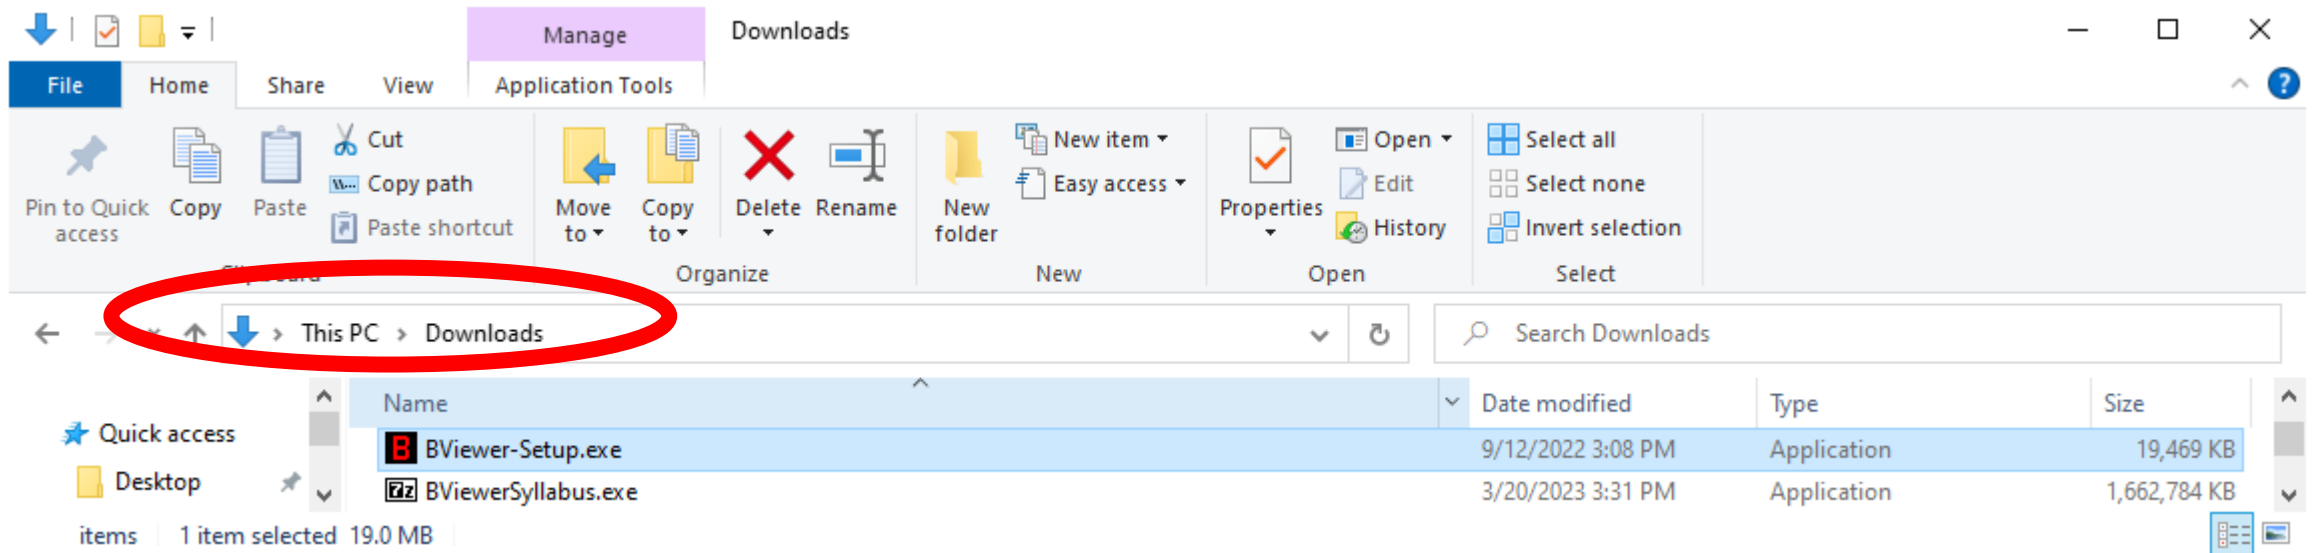 Manage
Downloads
File
Home
Share
View
Application Tools
Pin to Quick
access
Copy
Paste
Cut
Copy path
Paste shortcut
Move
to
Copy
to
Delete
Rename
New
folder
New item
Easy access
Properties
Open
Edit
History
Select all
Select none
Invert selection
Organize
New
Open
Select
This PC > Downloads
Search Downloads
Name
Date modified
Type
Size
Quick access
Desktop
BViewer-Setup.exe
9/12/2022 3:08 PM
Application
19,469 KB
BViewerSyllabus.exe
3/20/2023 3:31 PM
Application
1,662,784 KB
items
1 item selected 19.0 MB